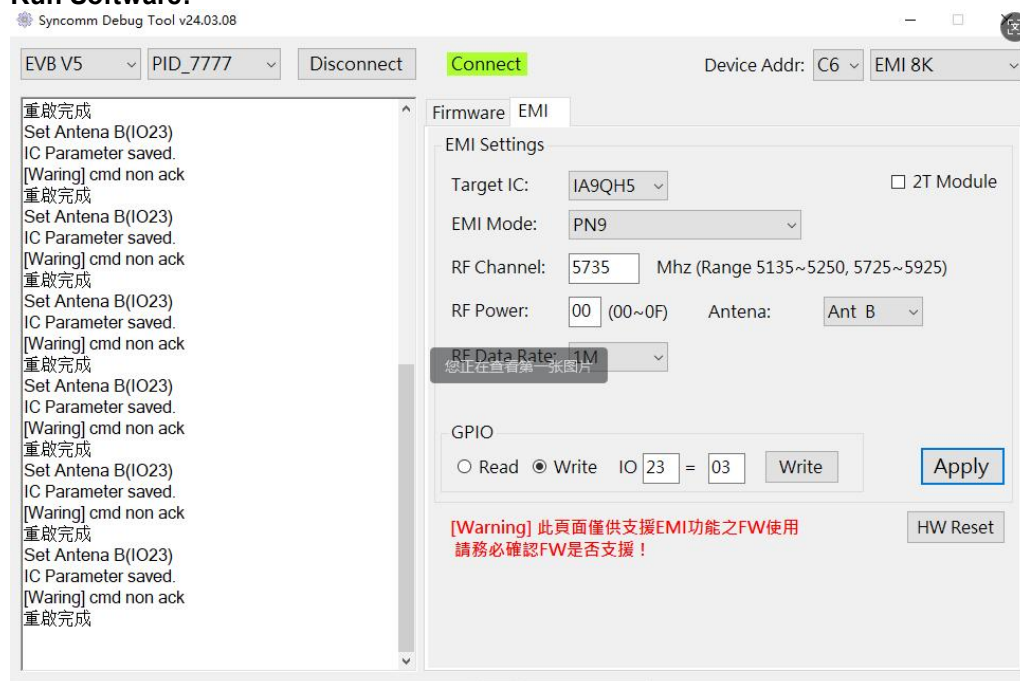 Run Software:
Syncomm Debug Tool v24.03.08
EVB V5 PID_7777 Disconnect Connect Device Addr: C6 EMI 8K
重啟完成
Set Antena B(IO23)
IC Parameter saved.
[Waring] cmd non ack
重啟完成
Set Antena B(IO23)
IC Parameter saved.
[Waring] cmd non ack
重啟完成
Set Antena B(IO23)
IC Parameter saved.
[Waring] cmd non ack
重啟完成
Set Antena B(IO23)
IC Parameter saved.
[Waring] cmd non ack
重啟完成
Set Antena B(IO23)
IC Parameter saved.
[Waring] cmd non ack
重啟完成
Set Antena B(IO23)
IC Parameter saved.
[Waring] cmd non ack
重啟完成
Firmware EMI
EMI Settings
Target IC: IA9QH5 2T Module
EMI Mode: PN9
RF Channel: 5735 Mhz (Range 5135~5250, 5725~5925)
RF Power: 00 (00~0F) Antena: Ant B
RF Data Rate: 1M
您正在查看第一张图片
GPIO
Read Write IO 23 = 03 Write Apply
[Warning] 此頁面僅供支援EMI功能之FW使用
請務必確認FW是否支援！
HW Reset